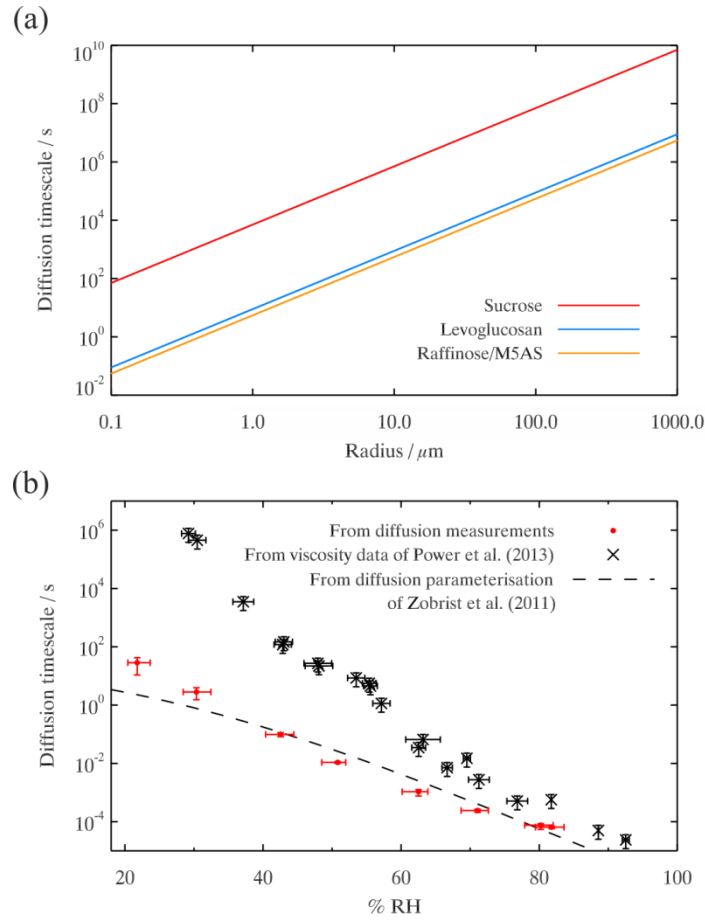 (a)
Diffusion timescale / s
10^10
10^8
10^6
10^4
10^2
10^0
10^-2
Sucrose
Levoglucosan
Raffinose/M5AS
0.1 1.0 10.0 100.0 1000.0
Radius / μm
(b)
Diffusion timescale / s
10^6
10^4
10^2
10^0
10^-2
10^-4
From diffusion measurements
From viscosity data of Power et al. (2013)
From diffusion parameterisation
of Zobrist et al. (2011)
20 40 60 80 100
% RH